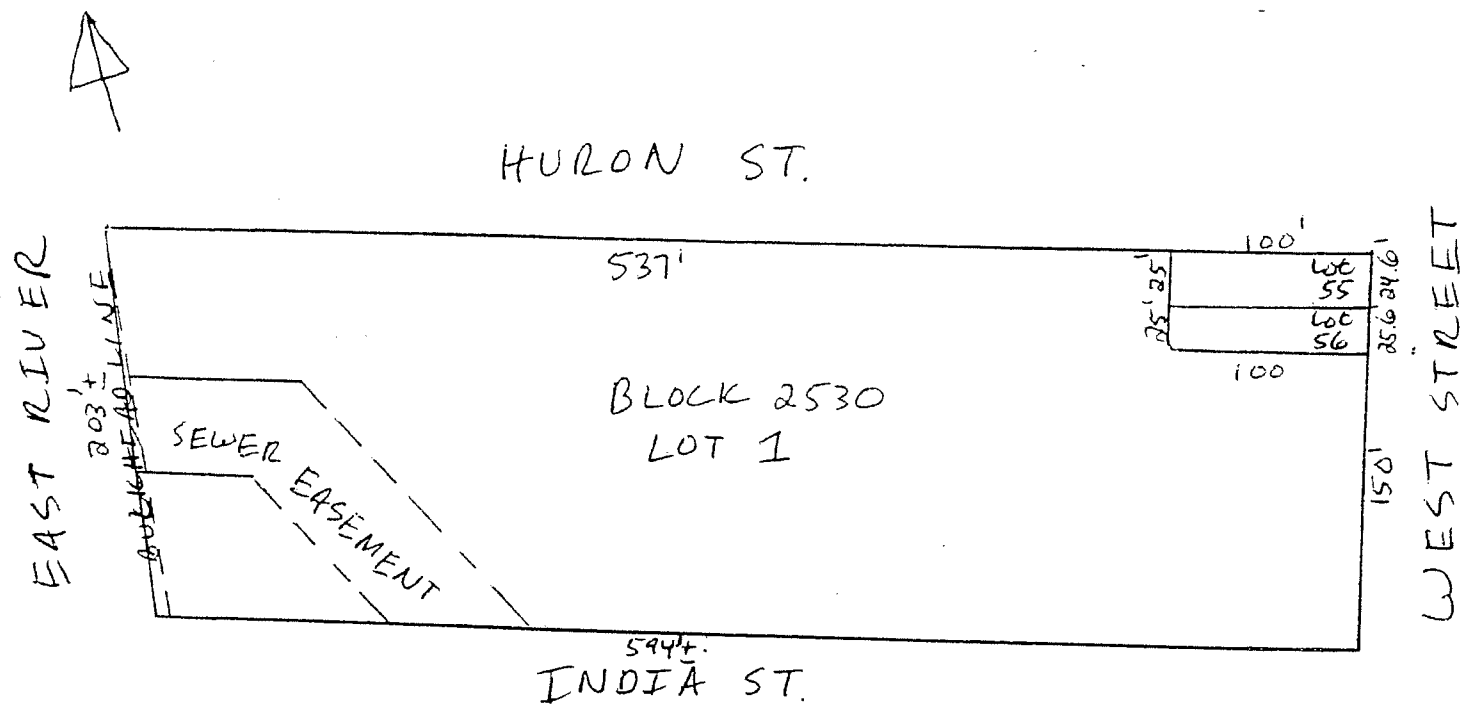 HURON ST.
EAST RIVER
203'±
BULKHEAD LINE
537'
100'
25'
25'
Lot
55
Lot
56
24.6'
25.6
100
150'
WEST STREET
BLOCK 2530
LOT 1
SEWER
EASEMENT
594'±.
INDIA ST.